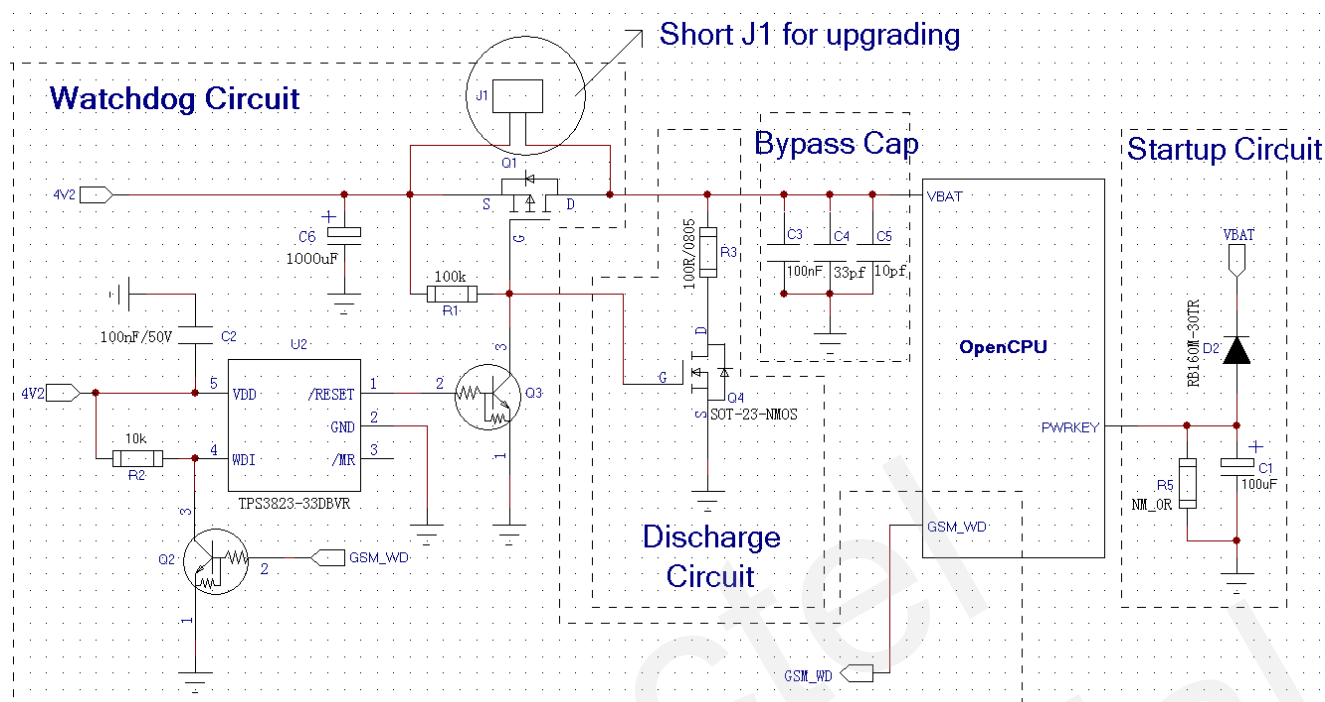 Short J1 for upgrading
Watchdog Circuit
J1
Bypass Cap
Startup Circuit
Q1
4V2
S
D
VBAT
+
C6
1000uF
G
R3
100R/0805
C3
C4
C5
100nF
33pf
10pf
VBAT
100k
R1
100nF/50V
C2
U2
D
OpenCPU
RB160M-30TR
D2
4V2
5
VDD
/RESET
1
2
3
Q3
G
Q4
GND
2
S
SOT-23-NMOS
10k
R2
4
WDI
/MR
3
1
PWRKEY
+
C1
100uF
R5
NM_0R
TPS3823-33DBVR
3
Q2
2
GSM_WD
1
Discharge
Circuit
GSM_WD
GSM_WD
stel